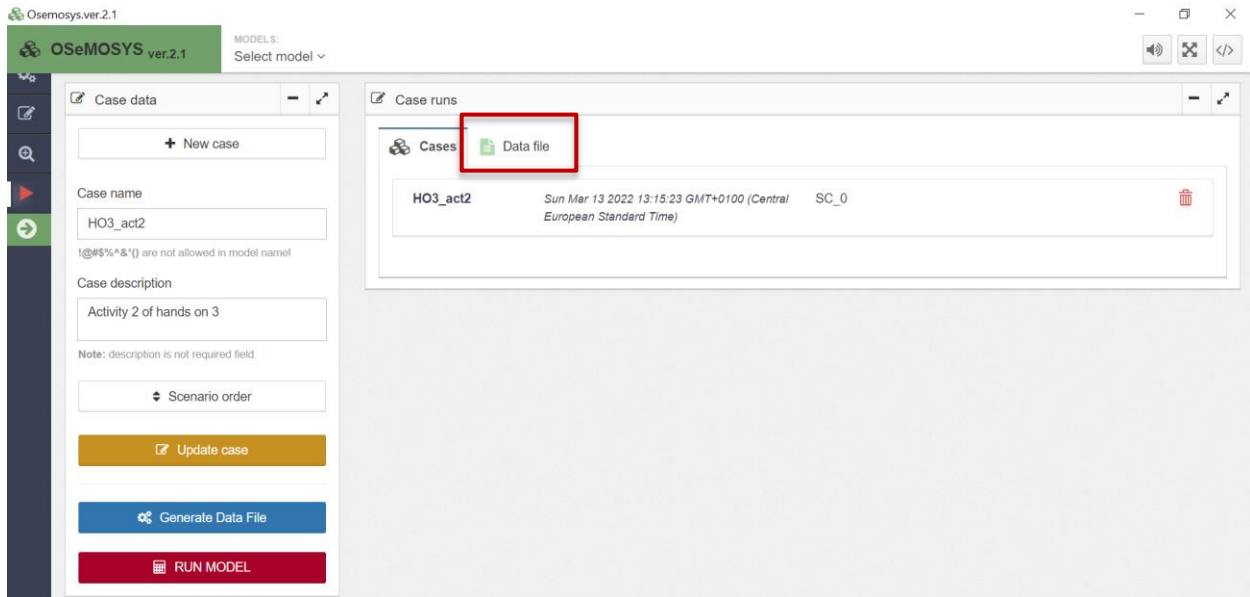 Osemosys.ver.2.1
OSeMOSYS ver.2.1
MODELS:
Select model
Case data
New case
Case name
HO3_act2
!@#$%^&*() are not allowed in model name!
Case description
Activity 2 of hands on 3
Note: description is not required field.
Scenario order
Update case
Generate Data File
RUN MODEL
Case runs
Cases
Data file
HO3_act2
Sun Mar 13 2022 13:15:23 GMT+0100 (Central
European Standard Time)
SC_0